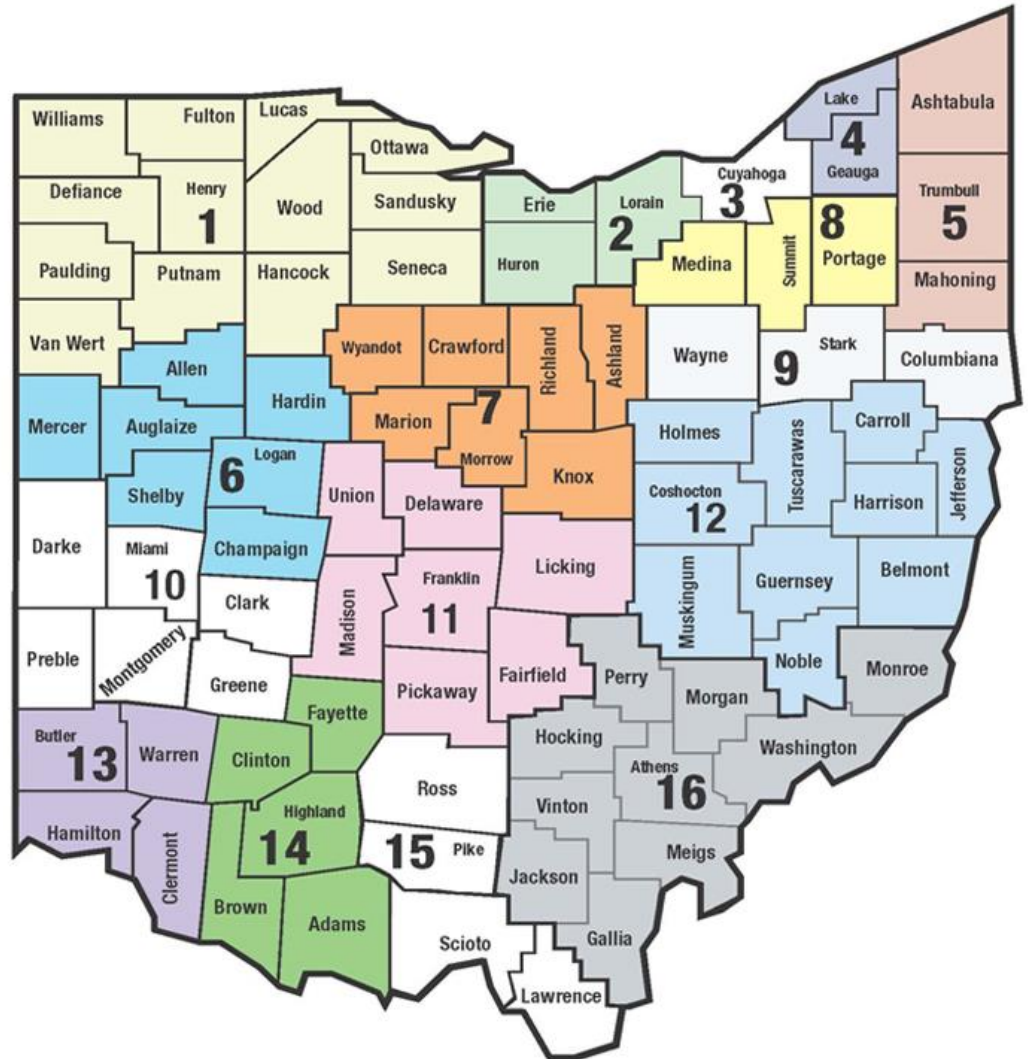 Williams
Fulton
Lucas
Ottawa
Defiance
Henry
1
Wood
Sandusky
Paulding
Putnam
Hancock
Seneca
Van Wert
Erie
Lorain
2
Huron
Cuyahoga
3
Lake
4
Geauga
Ashtabula
Trumbull
5
Mahoning
Medina
Summit
8
Portage
Allen
Hardin
Mercer
Auglaize
Logan
6
Shelby
Champaign
Wyandot
Crawford
Richland
Ashland
Marion
7
Morrow
Knox
Wayne
Stark
9
Columbiana
Holmes
Tuscarawas
Carroll
Jefferson
Coshocton
12
Harrison
Muskingum
Guernsey
Belmont
Noble
Darke
Miami
10
Clark
Preble
Montgomery
Greene
Union
Delaware
Licking
Madison
Franklin
11
Pickaway
Fairfield
Butler
13
Warren
Hamilton
Clermont
Fayette
Clinton
Highland
14
Brown
Adams
Ross
15
Pike
Scioto
Lawrence
Perry
Morgan
Monroe
Hocking
Athens
16
Washington
Vinton
Meigs
Jackson
Gallia